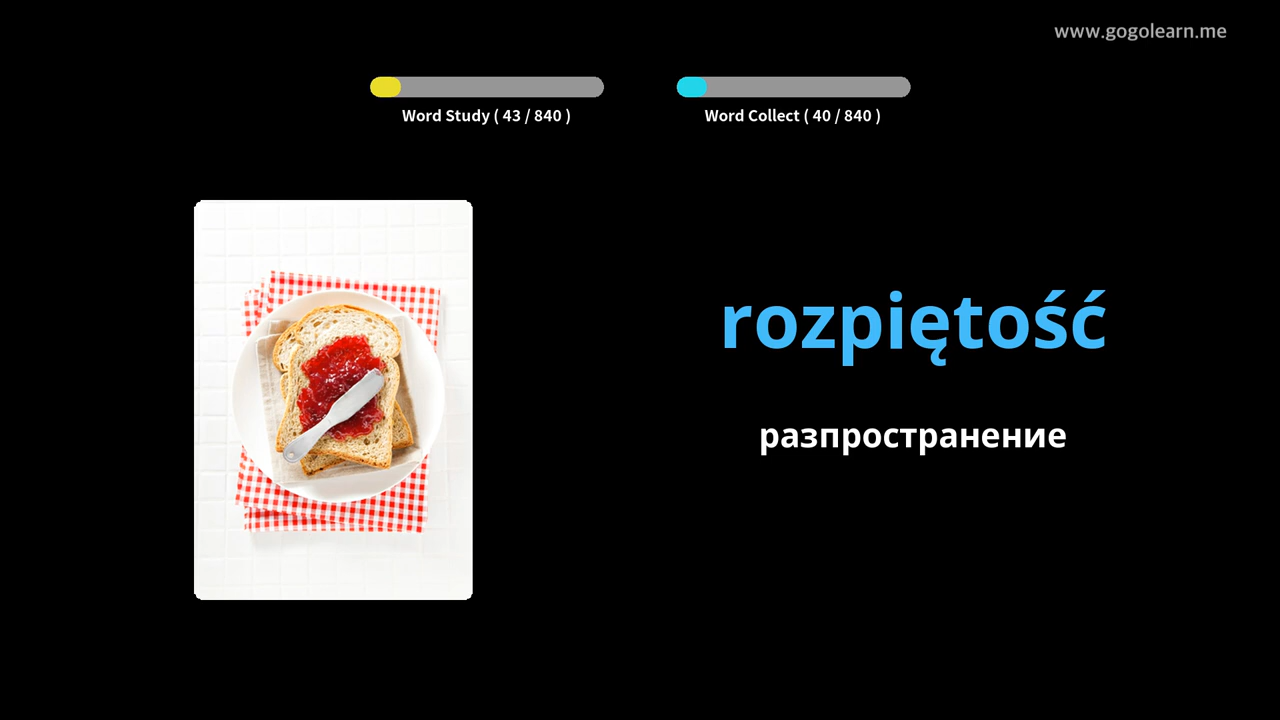 www.gogolearn.me
Word Study ( 43 / 840 )
Word Collect ( 40 / 840 )
rozpiętość
разпространение